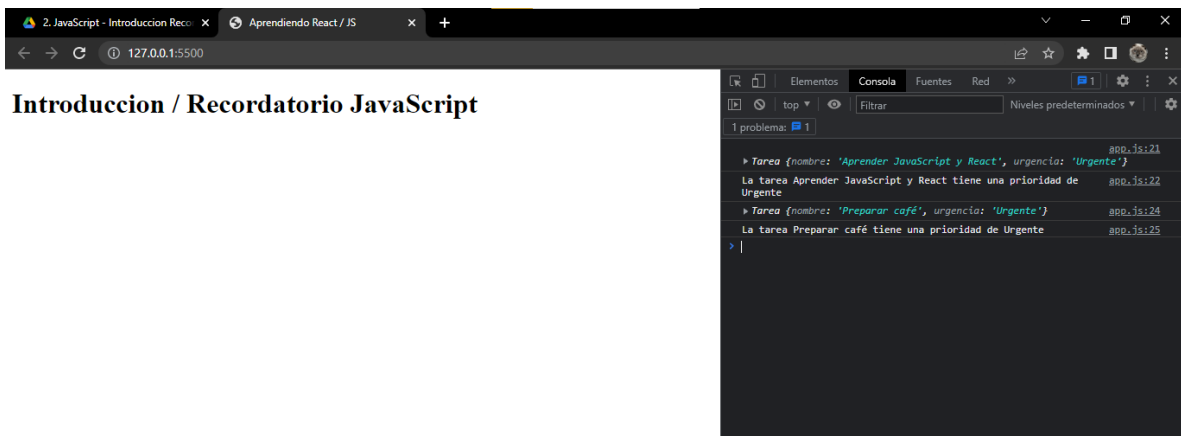 2. JavaScript - Introduccion Recor
Aprendiendo React / JS
127.0.0.1:5500
Introduccion / Recordatorio JavaScript
Elementos Consola Fuentes Red » 1
top Filtrar Niveles predeterminados
1 problema: 1
app.js:21
Tarea {nombre: 'Aprender JavaScript y React', urgencia: 'Urgente'}
La tarea Aprender JavaScript y React tiene una prioridad de app.js:22
Urgente
Tarea {nombre: 'Preparar café', urgencia: 'Urgente'} app.js:24
La tarea Preparar café tiene una prioridad de Urgente app.js:25
>